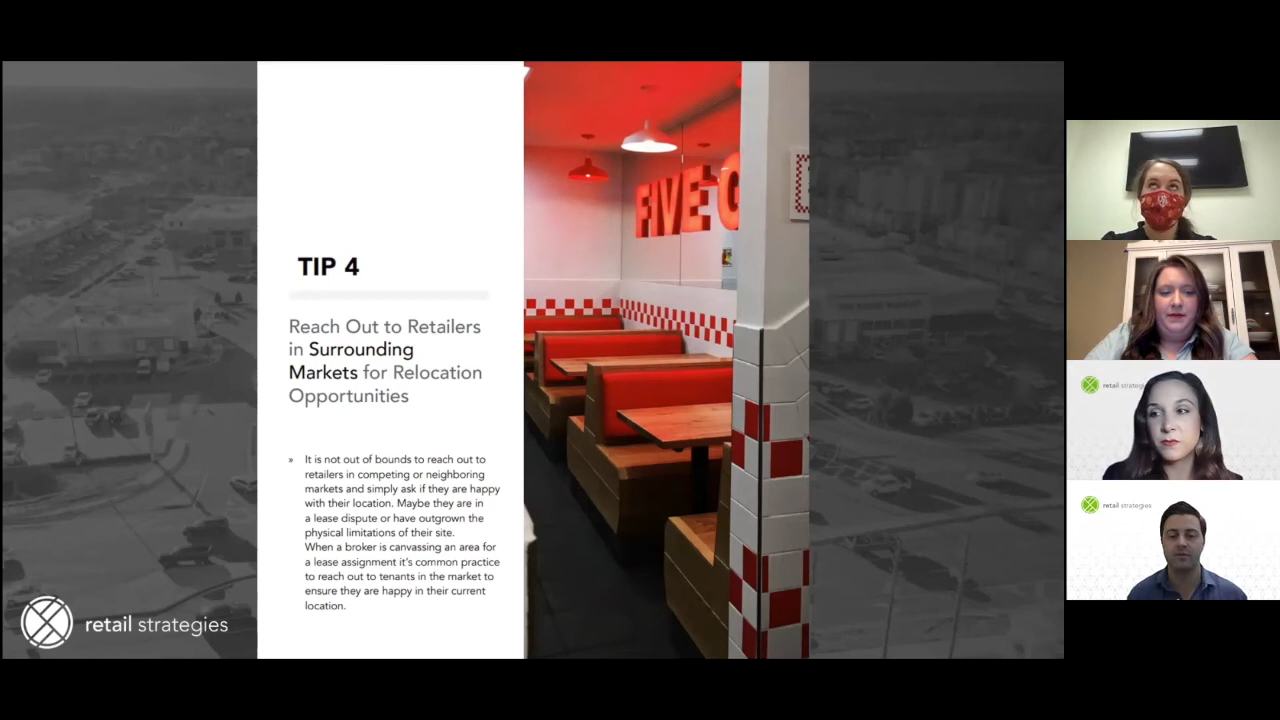 TIP 4
Reach Out to Retailers
in Surrounding
Markets for Relocation
Opportunities
» It is not out of bounds to reach out to
retailers in competing or neighboring
markets and simply ask if they are happy
with their location. Maybe they are in
a lease dispute or have outgrown the
physical limitations of their site.
When a broker is canvassing an area for
a lease assignment it's common practice
to reach out to tenants in the market to
ensure they are happy in their current
location.
retail strategies
FIVE G
retail strateg
retail strategies